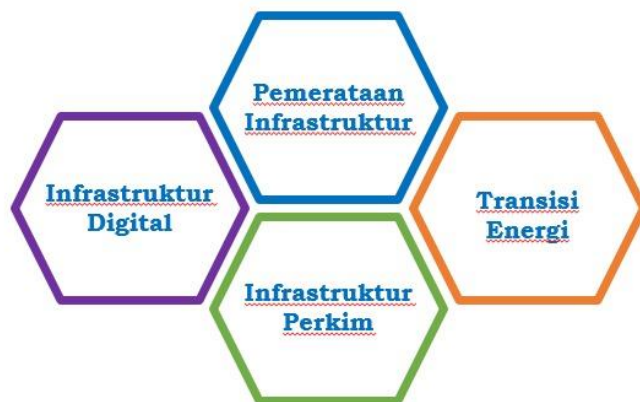 Pemerataan
Infrastruktur
Infrastruktur
Digital
Transisi
Energi
Infrastruktur
Perkim